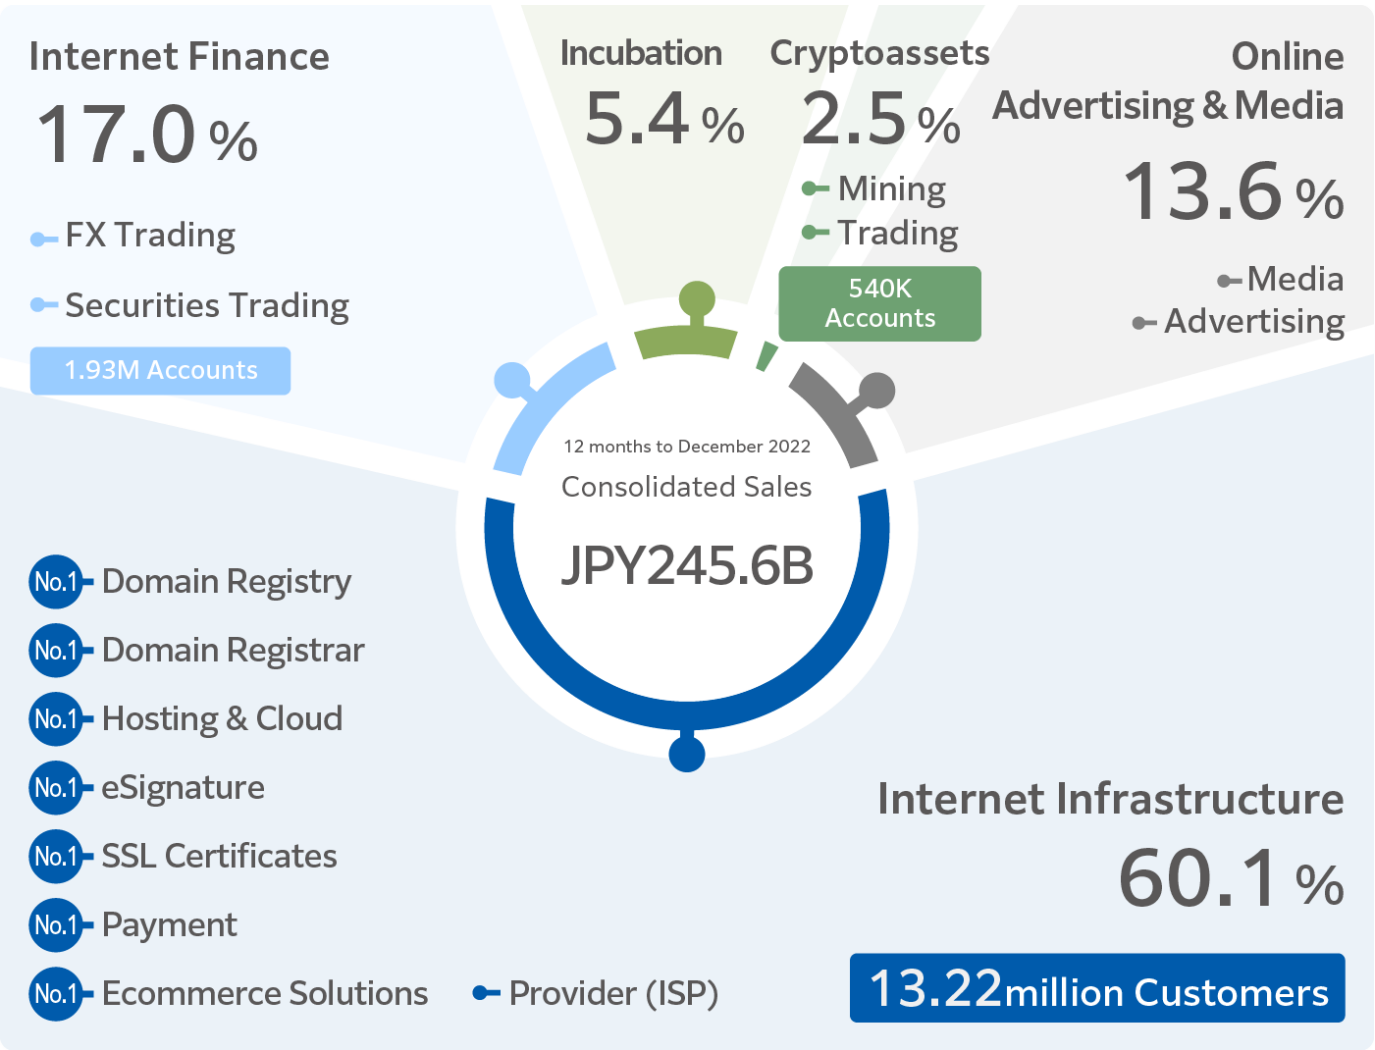 Internet Finance
17.0 %
FX Trading
Securities Trading
1.93M Accounts
Incubation
5.4 %
Cryptoassets
2.5 %
Mining
Trading
540K
Accounts
Online
Advertising & Media
13.6 %
Media
Advertising
12 months to December 2022
Consolidated Sales
JPY245.6B
No.1 Domain Registry
No.1 Domain Registrar
No.1 Hosting & Cloud
No.1 eSignature
No.1 SSL Certificates
No.1 Payment
No.1 Ecommerce Solutions
Provider (ISP)
Internet Infrastructure
60.1 %
13.22million Customers